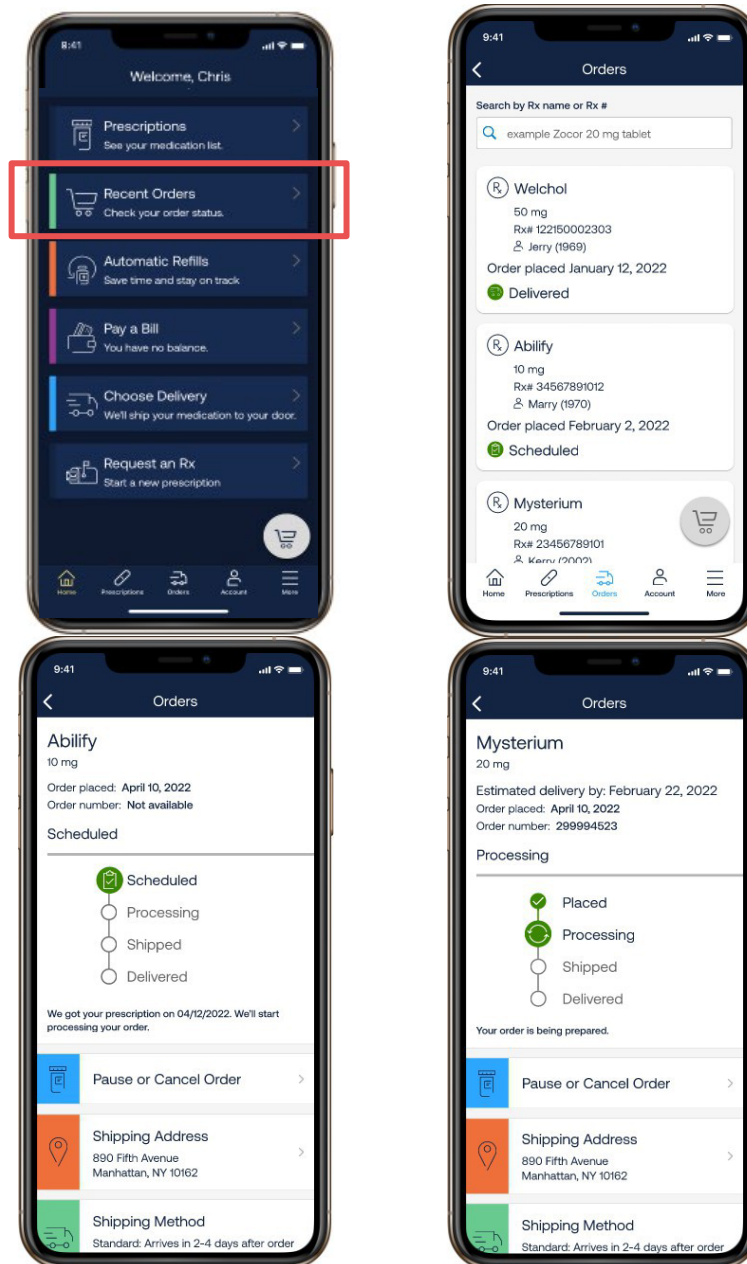 8:41
Welcome, Chris
Prescriptions
See your medication list.
Recent Orders
Check your order status.
Automatic Refills
Save time and stay on track
Pay a Bill
You have no balance.
Choose Delivery
We'll ship your medication to your door.
Request an Rx
Start a new prescription
Home Prescriptions Orders Account More
9:41
Orders
Search by Rx name or Rx #
example Zocor 20 mg tablet
Rx Welchol
50 mg
Rx# 122150002303
Jerry (1969)
Order placed January 12, 2022
Delivered
Rx Abilify
10 mg
Rx# 34567891012
Marry (1970)
Order placed February 2, 2022
Scheduled
Rx Mysterium
20 mg
Rx# 23456789101
Kerry (2002)
Home Prescriptions Orders Account More
9:41
Orders
Abilify
10 mg
Order placed: April 10, 2022
Order number: Not available
Scheduled
Scheduled
Processing
Shipped
Delivered
We got your prescription on 04/12/2022. We'll start
processing your order.
Pause or Cancel Order
Shipping Address
890 Fifth Avenue
Manhattan, NY 10162
Shipping Method
Standard: Arrives in 2-4 days after order
9:41
Orders
Mysterium
20 mg
Estimated delivery by: February 22, 2022
Order placed: April 10, 2022
Order number: 299994523
Processing
Placed
Processing
Shipped
Delivered
Your order is being prepared.
Pause or Cancel Order
Shipping Address
890 Fifth Avenue
Manhattan, NY 10162
Shipping Method
Standard: Arrives in 2-4 days after order